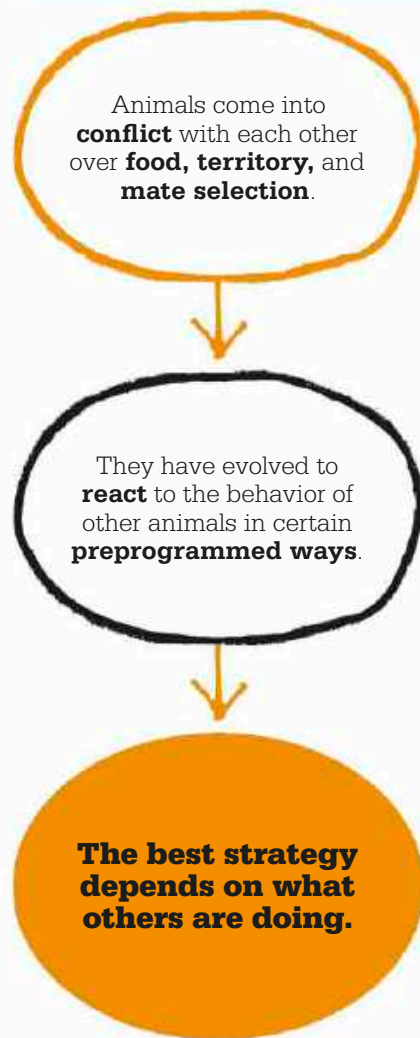 Animals come into
conflict with each other
over food, territory, and
mate selection.
They have evolved to
react to the behavior of
other animals in certain
preprogrammed ways.
The best strategy
depends on what
others are doing.